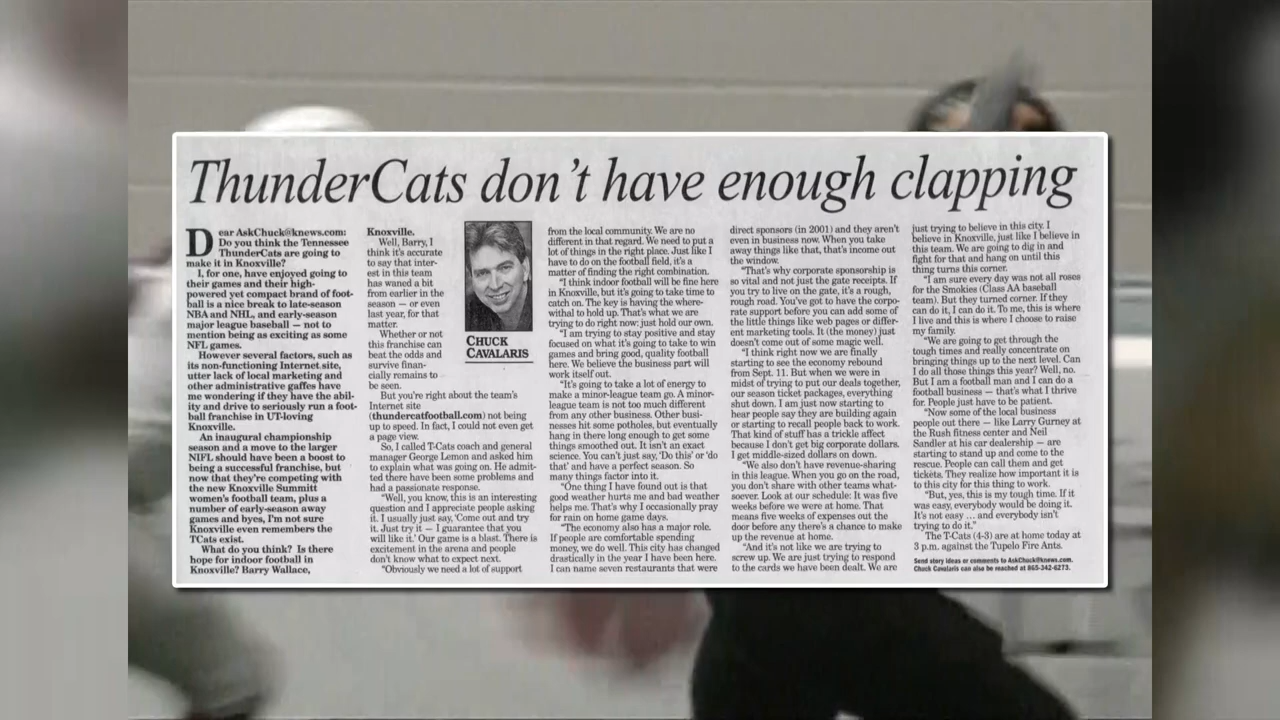 ThunderCats don't have enough clapping
Dear AskChuck@knews.com:
Do you think the Tennessee
ThunderCats are going to
make it in Knoxville?
I, for one, have enjoyed going to
their games and their high-
powered yet compact brand of foot-
ball is a nice break to late-season
NBA and NHL, and early-season
major league baseball — not to
mention being as exciting as some
NFL games.
However several factors, such as
its non-functioning Internet site,
utter lack of local marketing and
other administrative gaffes have
me wondering if they have the abil-
ity and drive to seriously run a foot-
ball franchise in UT-loving
Knoxville.
An inaugural championship
season and a move to the larger
NIFL should have been a boost to
being a successful franchise, but
now that they're competing with
the new Knoxville Summitt
women's football team, plus a
number of early-season away
games and byes, I'm not sure
Knoxville even remembers the
TCats exist.
What do you think? Is there
hope for indoor football in
Knoxville? Barry Wallace,
Knoxville.
Well, Barry, I
think it's accurate
to say that inter-
est in this team
has waned a bit
from earlier in the
season — or even
last year, for that
matter.
Whether or not
this franchise can
beat the odds and
survive finan-
cially remains to
be seen.
CHUCK
CAVALARIS
But you're right about the team's
Internet site
(thundercatfootball.com) not being
up to speed. In fact, I could not even get
a page view.
So, I called T-Cats coach and general
manager George Lemon and asked him
to explain what was going on. He admit-
ted there have been some problems and
had a passionate response.
"Well, you know, this is an interesting
question and I appreciate people asking
it. I usually just say, 'Come out and try
it. Just try it — I guarantee that you
will like it.' Our game is a blast. There is
excitement in the arena and people
don't know what to expect next.
"Obviously we need a lot of support
from the local community. We are no
different in that regard. We need to put a
lot of things in the right place. Just like I
have to do on the football field, it's a
matter of finding the right combination.
"I think indoor football will be fine here
in Knoxville, but it's going to take time to
catch on. The key is having the where-
withal to hold up. That's what we are
trying to do right now: just hold our own.
"I am trying to stay positive and stay
focused on what it's going to take to win
games and bring good, quality football
here. We believe the business part will
work itself out.
"It's going to take a lot of energy to
make a minor-league team go. A minor-
league team is not too much different
from any other business. Other busi-
nesses hit some potholes, but eventually
hang in there long enough to get some
things smoothed out. It isn't an exact
science. You can't just say, 'Do this' or 'do
that' and have a perfect season. So
many things factor into it.
"One thing I have found out is that
good weather hurts me and bad weather
helps me. That's why I occasionally pray
for rain on home game days.
"The economy also has a major role.
If people are comfortable spending
money, we do well. This city has changed
drastically in the year I have been here.
I can name seven restaurants that were
direct sponsors (in 2001) and they aren't
even in business now. When you take
away things like that, that's income out
the window.
"That's why corporate sponsorship is
so vital and not just the gate receipts. If
you try to live on the gate, it's a rough,
rough road. You've got to have the corpo-
rate support before you can add some of
the little things like web pages or differ-
ent marketing tools. It (the money) just
doesn't come out of some magic well.
"I think right now we are finally
starting to see the economy rebound
from Sept. 11. But when we were in
midst of trying to put our deals together,
our season ticket packages, everything
shut down. I am just now starting to
hear people say they are building again
or starting to recall people back to work.
That kind of stuff has a trickle affect
because I don't get big corporate dollars.
I get middle-sized dollars on down.
"We also don't have revenue-sharing
in this league. When you go on the road,
you don't share with other teams what-
soever. Look at our schedule: It was five
weeks before we were at home. That
means five weeks of expenses out the
door before any there's a chance to make
up the revenue at home.
"And it's not like we are trying to
screw up. We are just trying to respond
to the cards we have been dealt. We are
just trying to believe in this city. I
believe in Knoxville, just like I believe in
this team. We are going to dig in and
fight for that and hang on until this
thing turns this corner.
"I am sure every day was not all roses
for the Smokies (Class AA baseball
team). But they turned corner. If they
can do it, I can do it. To me, this is where
I live and this is where I choose to raise
my family.
"We are going to get through the
tough times and really concentrate on
bringing things up to the next level. Can
I do all those things this year? Well, no.
But I am a football man and I can do a
football business — that's what I thrive
for. People just have to be patient.
"Now some of the local business
people out there — like Larry Gurney at
the Rush fitness center and Neil
Sandler at his car dealership — are
starting to stand up and come to the
rescue. People can call them and get
tickets. They realize how important it is
to this city for this thing to work.
"But, yes, this is my tough time. If it
was easy, everybody would be doing it.
It's not easy ... and everybody isn't
trying to do it."
The T-Cats (4-3) are at home today at
3 p.m. against the Tupelo Fire Ants.
Send story ideas or comments to AskChuck@knews.com.
Chuck Cavalaris can also be reached at 865-342-6273.